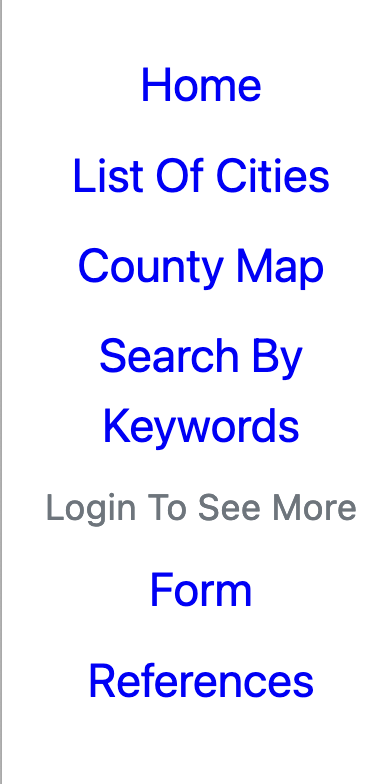 Home
List Of Cities
County Map
Search By
Keywords
Login To See More
Form
References